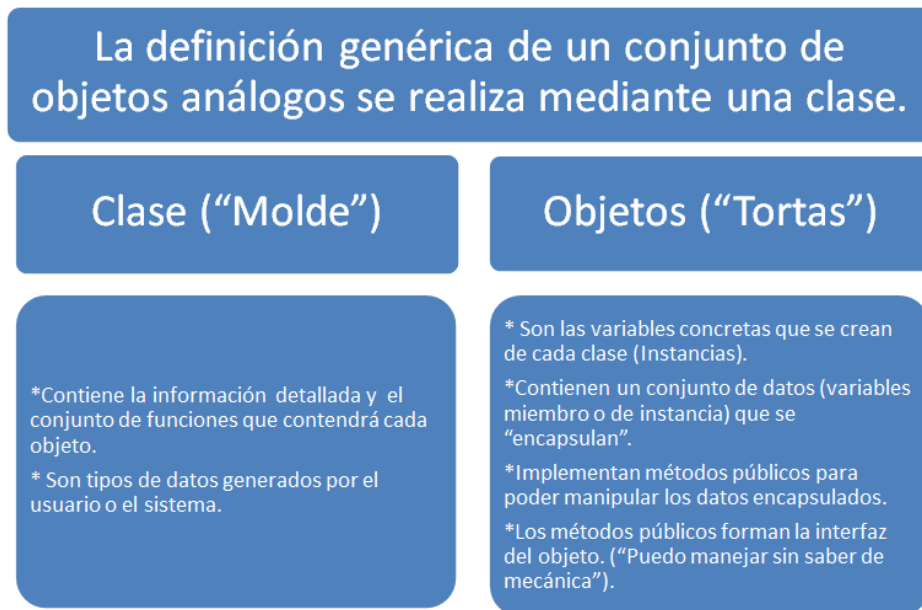 La definición genérica de un conjunto de
objetos análogos se realiza mediante una clase.
Clase (“Molde”)
*Contiene la información detallada y el
conjunto de funciones que contendrá cada
objeto.
* Son tipos de datos generados por el
usuario o el sistema.
Objetos (“Tortas”)
* Son las variables concretas que se crean
de cada clase (Instancias).
*Contienen un conjunto de datos (variables
miembro o de instancia) que se
“encapsulan”.
*Implementan métodos públicos para
poder manipular los datos encapsulados.
*Los métodos públicos forman la interfaz
del objeto. (“Puedo manejar sin saber de
mecánica”).